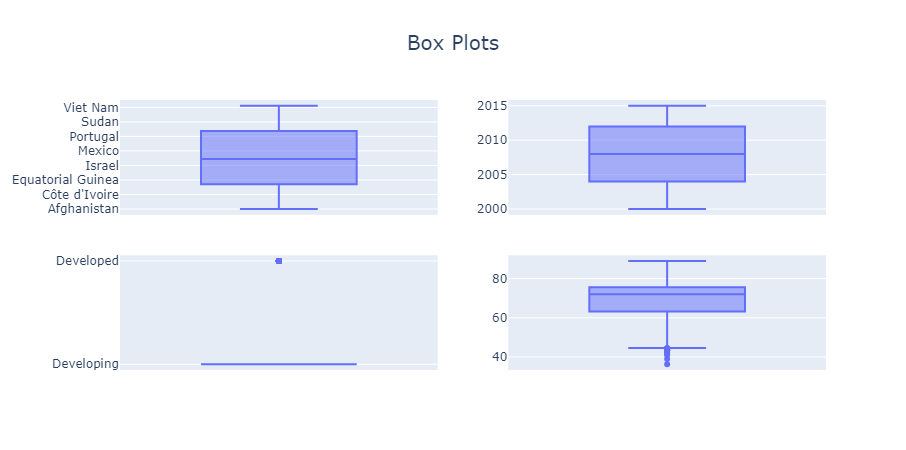 Box Plots
Viet Nam
Sudan
Portugal
Mexico
Israel
Equatorial Guinea
Côte d'Ivoire
Afghanistan
2015
2010
2005
2000
Developed
Developing
80
60
40